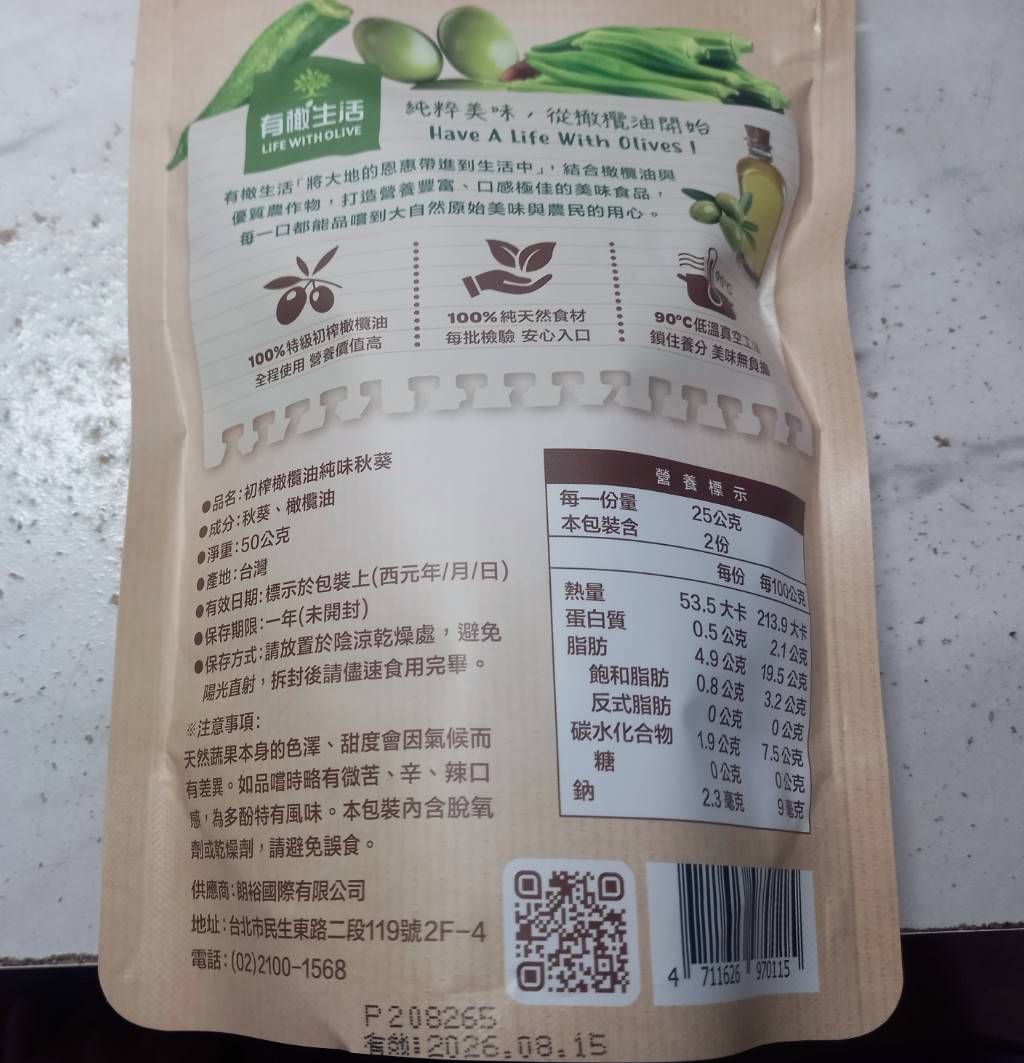 有橄生活
LIFE WITH OLIVE
純粹美味，從橄欖油開始
Have A Life With Olives !
有橄生活「將大地的恩惠帶進到生活中」，結合橄欖油與
優質農作物，打造營養豐富、口感極佳的美味食品，
每一口都能品嚐到大自然原始美味與農民的用心。
90°C
100%特級初榨橄欖油
全程使用 營養價值高
100%純天然食材
每批檢驗 安心入口
90°C低溫真空工
鎖住養分 美味無負擔
●品名:初榨橄欖油純味秋葵
●成分:秋葵、橄欖油
●淨重:50公克
●產地:台灣
●有效日期:標示於包裝上(西元年/月/日)
●保存期限:一年(未開封)
●保存方式:請放置於陰涼乾燥處，避免
陽光直射，拆封後請儘速食用完畢。
※注意事項:
天然蔬果本身的色澤、甜度會因氣候而
有差異。如品嚐時略有微苦、辛、辣口
感，為多酚特有風味。本包裝內含脫氧
劑或乾燥劑，請避免誤食。
供應商:朗裕國際有限公司
地址:台北市民生東路二段119號2F-4
電話:(02)2100-1568
營養標示
每一份量 25公克
本包裝含 2份
每份 每100公克
熱量 53.5大卡 213.9大卡
蛋白質 0.5公克 2.1公克
脂肪 4.9公克 19.5公克
飽和脂肪 0.8公克 3.2公克
反式脂肪 0公克 0公克
碳水化合物 1.9公克 7.5公克
糖 0公克 0公克
鈉 2.3毫克 9毫克
4 711626 970115
P208265
有效:2026.08.15